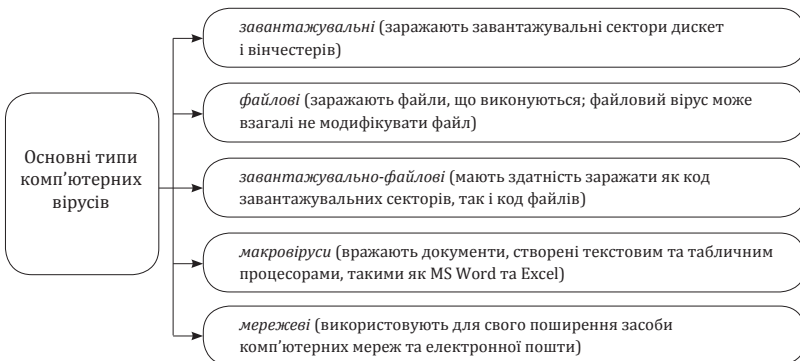 завантажувальні (заражають завантажувальні сектори дискет
і вінчестерів)
файлові (заражають файли, що виконуються; файловий вірус може
взагалі не модифікувати файл)
Основні типи
комп’ютерних
вірусів
завантажувально-файлові (мають здатність заражати як код
завантажувальних секторів, так і код файлів)
макровіруси (вражають документи, створені текстовим та табличним
процесорами, такими як MS Word та Excel)
мережеві (використовують для свого поширення засоби
комп’ютерних мереж та електронної пошти)